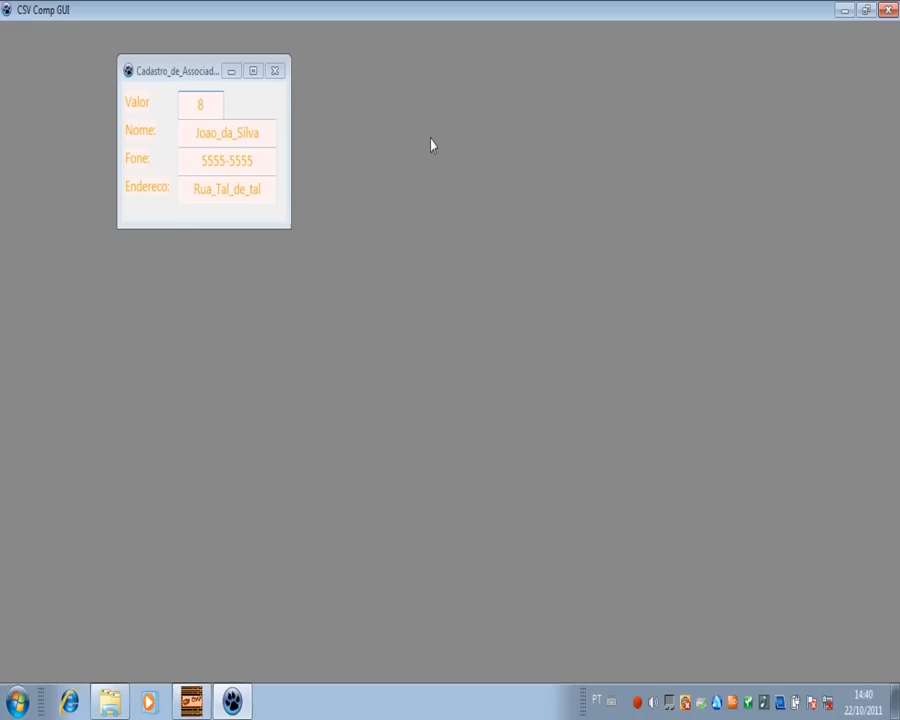 CSV Comp GUI
Cadastro_de_Associad...
Valor 8
Nome: Joao_da_Silva
Fone: 5555-5555
Endereco: Rua_Tal_de_tal
PT
14:40
22/10/2011